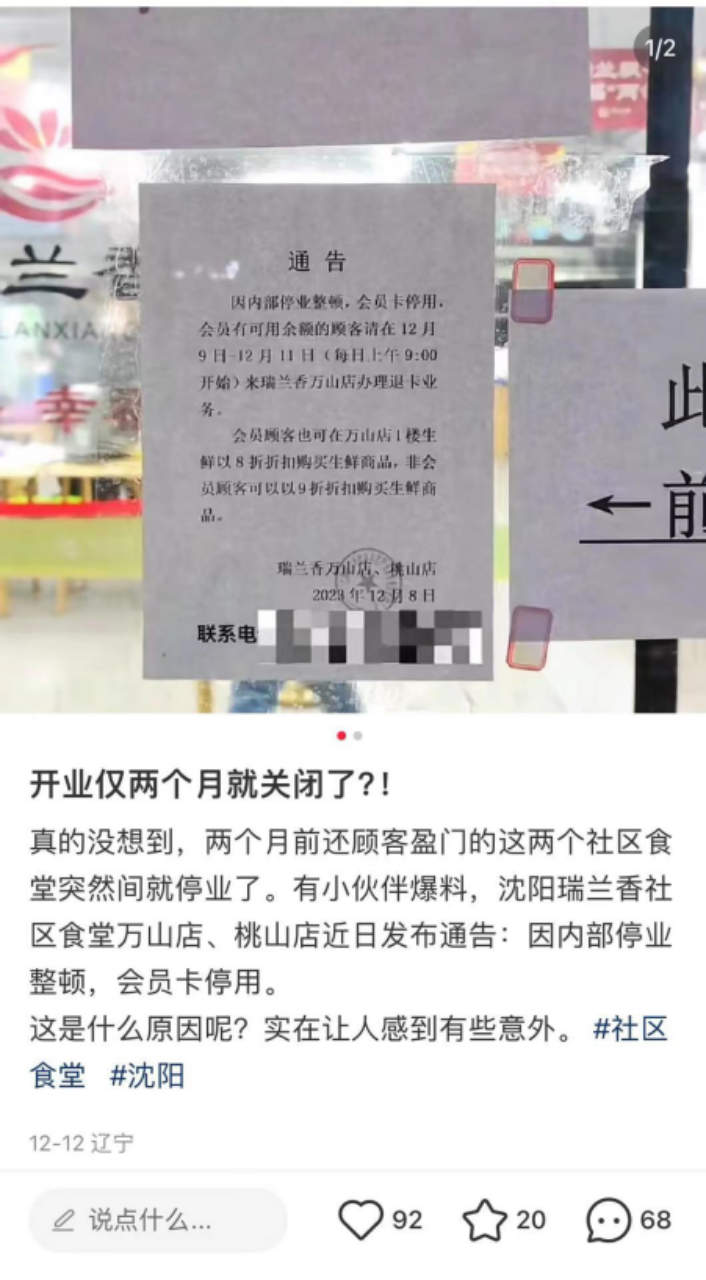 1/2
兰
LANXIA
幸
通 告
因内部停业整顿，会员卡停用，
会员有可用余额的顾客请在 12 月
9 日-12 月 11 日（每日上午 9:00
开始）来瑞兰香万山店办理退卡业
务。
会员顾客也可在万山店 1 楼生
鲜以 8 折折扣购买生鲜商品，非会
员顾客可以以 9 折折扣购买生鲜商
品。
瑞兰香万山店、桃山店
2023 年 12 月 8 日
联系电
此
←前
开业仅两个月就关闭了?！
真的没想到，两个月前还顾客盈门的这两个社区食
堂突然间就停业了。有小伙伴爆料，沈阳瑞兰香社
区食堂万山店、桃山店近日发布通告：因内部停业
整顿，会员卡停用。
这是什么原因呢？实在让人感到有些意外。 #社区
食堂 #沈阳
12-12 辽宁
说点什么... 92 20 68